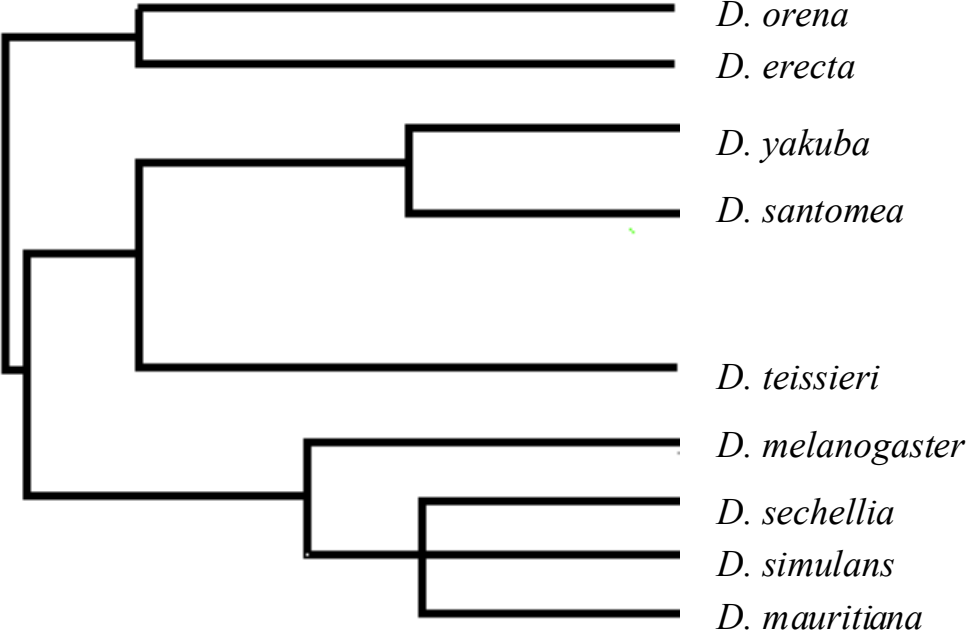 D. orena
D. erecta
D. yakuba
D. santomea
D. teissieri
D. melanogaster
D. sechellia
D. simulans
D. mauritiana